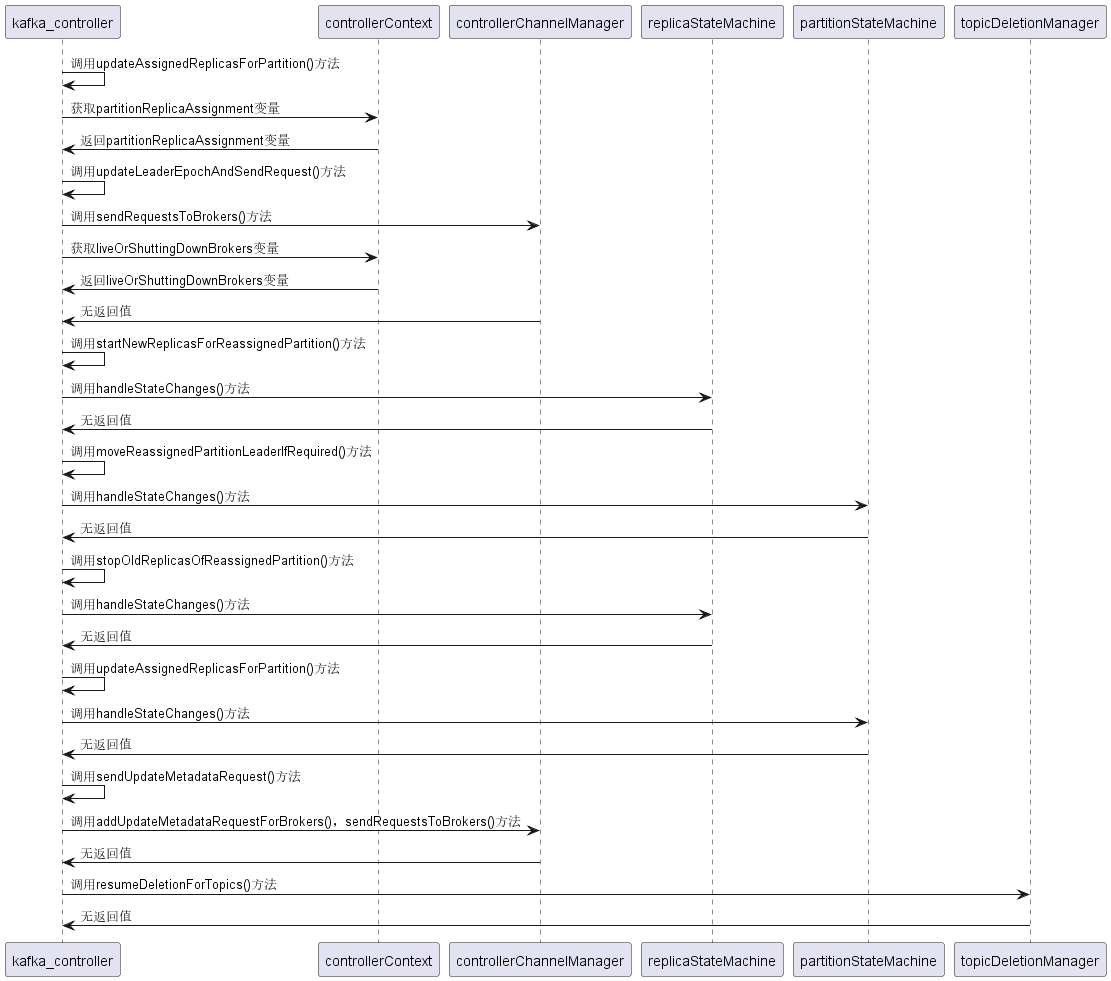 kafka_controller
controllerContext
controllerChannelManager
replicaStateMachine
partitionStateMachine
topicDeletionManager
调用updateAssignedReplicasForPartition()方法
获取partitionReplicaAssignment变量
返回partitionReplicaAssignment变量
调用updateLeaderEpochAndSendRequest()方法
调用sendRequestsToBrokers()方法
获取liveOrShuttingDownBrokers变量
返回liveOrShuttingDownBrokers变量
无返回值
调用startNewReplicasForReassignedPartition()方法
调用handleStateChanges()方法
无返回值
调用moveReassignedPartitionLeaderIfRequired()方法
调用handleStateChanges()方法
无返回值
调用stopOldReplicasOfReassignedPartition()方法
调用handleStateChanges()方法
无返回值
调用updateAssignedReplicasForPartition()方法
调用handleStateChanges()方法
无返回值
调用sendUpdateMetadataRequest()方法
调用addUpdateMetadataRequestForBrokers()，sendRequestsToBrokers()方法
无返回值
调用resumeDeletionForTopics()方法
无返回值
kafka_controller
controllerContext
controllerChannelManager
replicaStateMachine
partitionStateMachine
topicDeletionManager